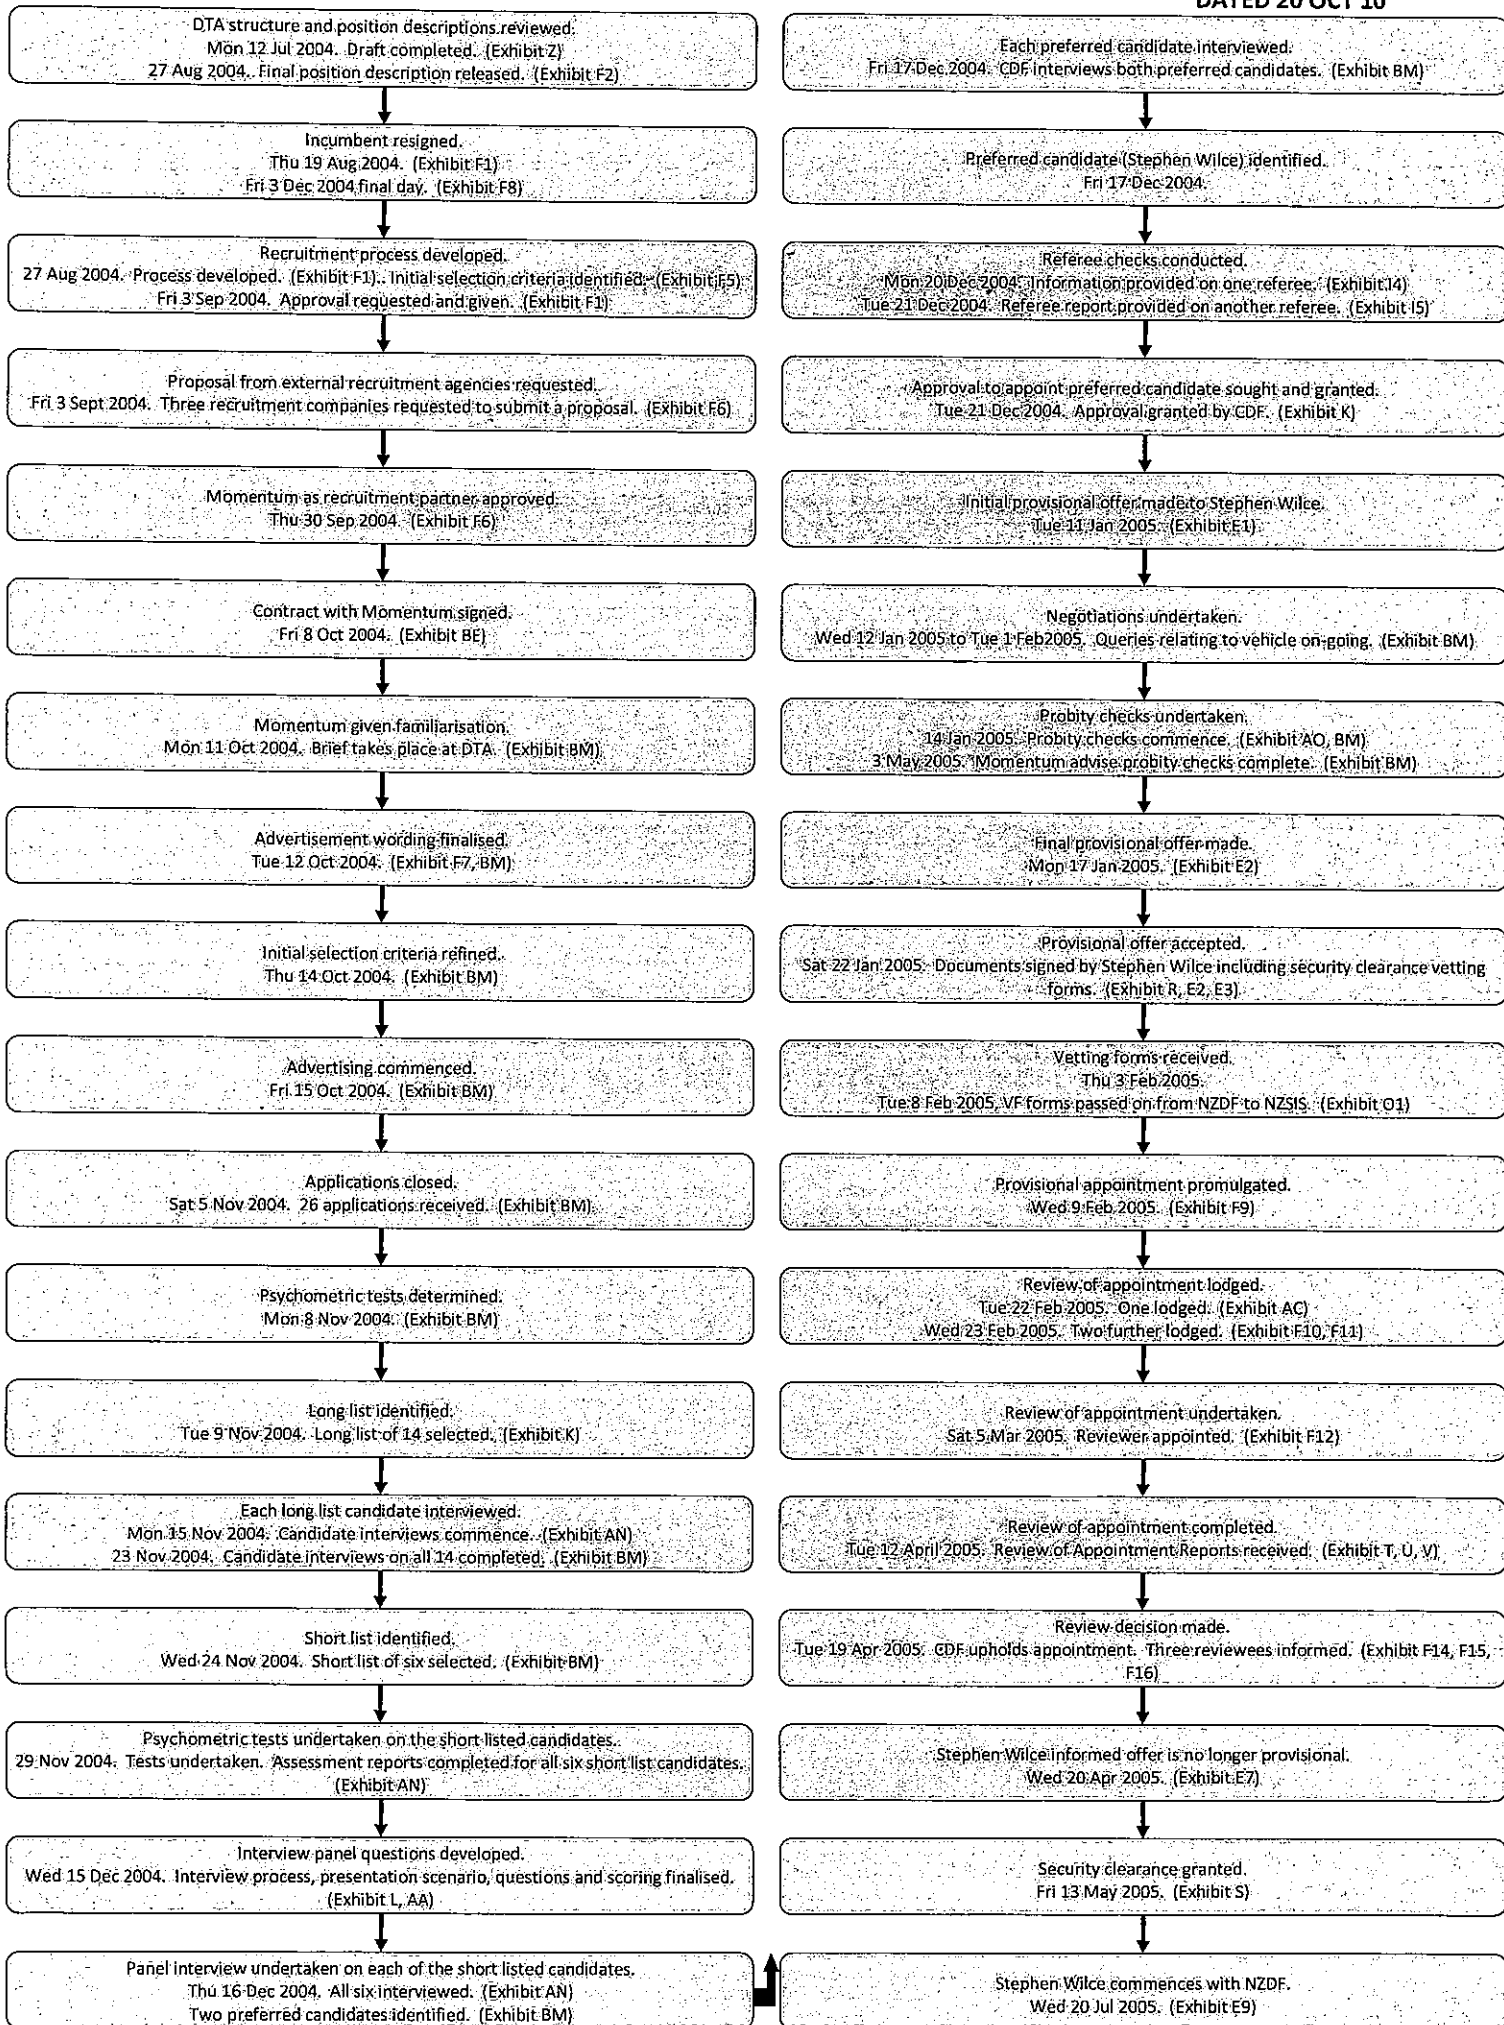 DATED 20 OCT 10
DTA structure and position descriptions reviewed.
Mon 12 Jul 2004. Draft completed. (Exhibit Z)
27 Aug 2004. Final position description released. (Exhibit F2)
Incumbent resigned.
Thu 19 Aug 2004. (Exhibit F1)
Fri 3 Dec 2004 final day. (Exhibit F8)
Recruitment process developed.
27 Aug 2004. Process developed. (Exhibit F1). Initial selection criteria identified. (Exhibit F5)
Fri 3 Sep 2004. Approval requested and given. (Exhibit F1)
Proposal from external recruitment agencies requested.
Fri 3 Sept 2004. Three recruitment companies requested to submit a proposal. (Exhibit F6)
Momentum as recruitment partner approved.
Thu 30 Sep 2004. (Exhibit F6)
Contract with Momentum signed.
Fri 8 Oct 2004. (Exhibit BE)
Momentum given familiarisation.
Mon 11 Oct 2004. Brief takes place at DTA. (Exhibit BM)
Advertisement wording finalised.
Tue 12 Oct 2004. (Exhibit F7, BM)
Initial selection criteria refined.
Thu 14 Oct 2004. (Exhibit BM)
Advertising commenced.
Fri 15 Oct 2004. (Exhibit BM)
Applications closed.
Sat 5 Nov 2004. 26 applications received. (Exhibit BM)
Psychometric tests determined.
Mon 8 Nov 2004. (Exhibit BM)
Long list identified.
Tue 9 Nov 2004. Long list of 14 selected. (Exhibit K)
Each long list candidate interviewed.
Mon 15 Nov 2004. Candidate interviews commence. (Exhibit AN)
23 Nov 2004. Candidate interviews on all 14 completed. (Exhibit BM)
Short list identified.
Wed 24 Nov 2004. Short list of six selected. (Exhibit BM)
Psychometric tests undertaken on the short listed candidates.
29 Nov 2004. Tests undertaken. Assessment reports completed for all six short list candidates.
(Exhibit AN)
Interview panel questions developed.
Wed 15 Dec 2004. Interview process, presentation scenario, questions and scoring finalised.
(Exhibit L, AA)
Panel interview undertaken on each of the short listed candidates.
Thu 16 Dec 2004. All six interviewed. (Exhibit AN)
Two preferred candidates identified. (Exhibit BM)
Each preferred candidate interviewed.
Fri 17 Dec 2004. CDF interviews both preferred candidates. (Exhibit BM)
Preferred candidate (Stephen Wilce) identified.
Fri 17 Dec 2004.
Referee checks conducted.
Mon 20 Dec 2004. Information provided on one referee. (Exhibit I4)
Tue 21 Dec 2004. Referee report provided on another referee. (Exhibit I5)
Approval to appoint preferred candidate sought and granted.
Tue 21 Dec 2004. Approval granted by CDF. (Exhibit K)
Initial provisional offer made to Stephen Wilce.
Tue 11 Jan 2005. (Exhibit E1)
Negotiations undertaken.
Wed 12 Jan 2005 to Tue 1 Feb2005. Queries relating to vehicle on-going. (Exhibit BM)
Probity checks undertaken.
14 Jan 2005. Probity checks commence. (Exhibit AO, BM)
3 May 2005. Momentum advise probity checks complete. (Exhibit BM)
Final provisional offer made.
Mon 17 Jan 2005. (Exhibit E2)
Provisional offer accepted.
Sat 22 Jan 2005. Documents signed by Stephen Wilce including security clearance vetting
forms. (Exhibit R, E2, E3)
Vetting forms received.
Thu 3 Feb 2005.
Tue 8 Feb 2005, VF forms passed on from NZDF to NZSIS. (Exhibit O1)
Provisional appointment promulgated.
Wed 9 Feb 2005. (Exhibit F9)
Review of appointment lodged.
Tue 22 Feb 2005. One lodged. (Exhibit AC)
Wed 23 Feb 2005. Two further lodged. (Exhibit F10, F11)
Review of appointment undertaken.
Sat 5 Mar 2005. Reviewer appointed. (Exhibit F12)
Review of appointment completed.
Tue 12 April 2005. Review of Appointment Reports received. (Exhibit T, U, V)
Review decision made.
Tue 19 Apr 2005. CDF upholds appointment. Three reviewees informed. (Exhibit F14, F15,
F16)
Stephen Wilce informed offer is no longer provisional.
Wed 20 Apr 2005. (Exhibit E7)
Security clearance granted.
Fri 13 May 2005. (Exhibit S)
Stephen Wilce commences with NZDF.
Wed 20 Jul 2005. (Exhibit E9)